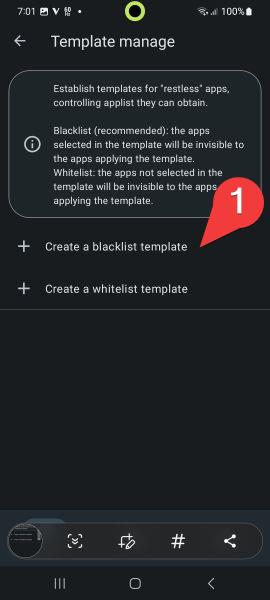 7:01
100%
Template manage
Establish templates for "restless" apps,
controlling applist they can obtain.
Blacklist (recommended): the apps
selected in the template will be invisible to
the apps applying the template.
Whitelist: the apps not selected in the
template will be invisible to the apps
applying the template.
1
Create a blacklist template
Create a whitelist template
#